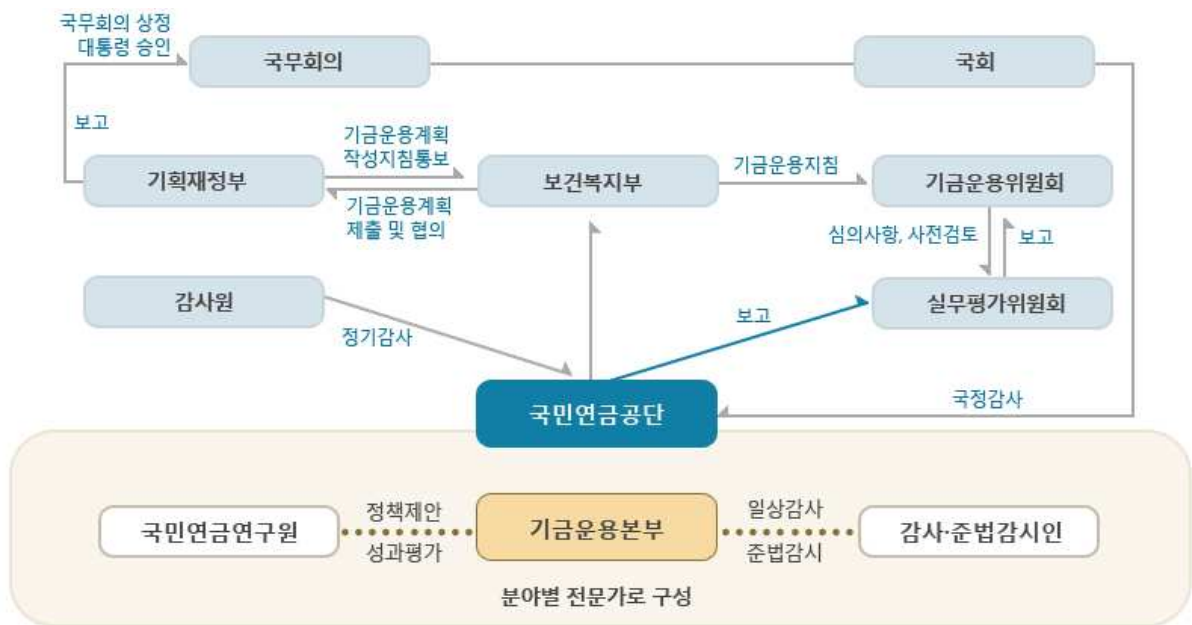 국무회의 상정
대통령 승인
국무회의
국회
보고
기금운용계획
작성지침통보
기획재정부
보건복지부
기금운용지침
기금운용위원회
기금운용계획
제출 및 협의
심의사항, 사전검토
보고
감사원
정기감사
보고
실무평가위원회
국민연금공단
국정감사
국민연금연구원
정책제안
성과평가
기금운용본부
일상감사
준법감시
감사·준법감시인
분야별 전문가로 구성